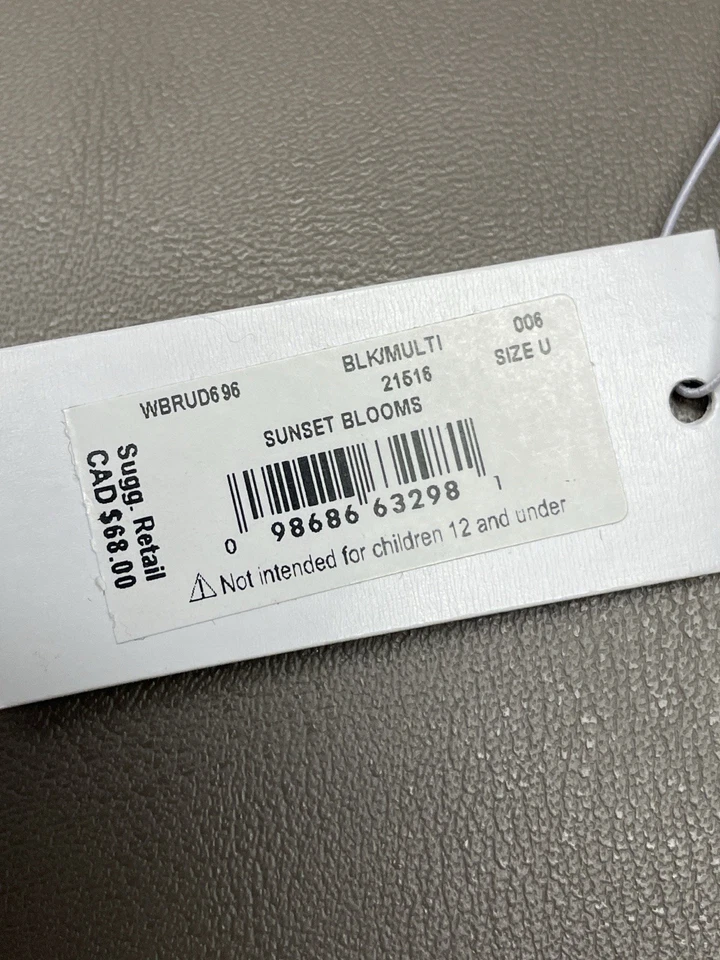 WBRUD696
BLK/MULTI
006
21516
SIZE U
SUNSET BLOOMS
0 98686 63298 1
⚠ Not intended for children 12 and under
Sugg. Retail
CAD $68.00